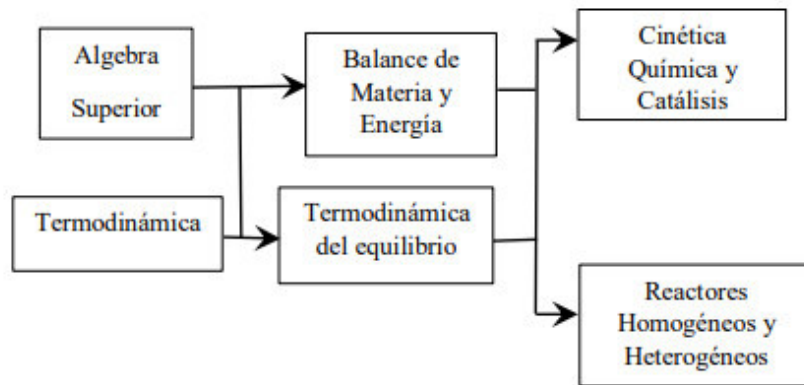 Algebra
Superior
Balance de
Materia y
Energía
Cinética
Química y
Catálisis
Termodinámica
Termodinámica
del equilibrio
Reactores
Homogéneos y
Heterogéneos